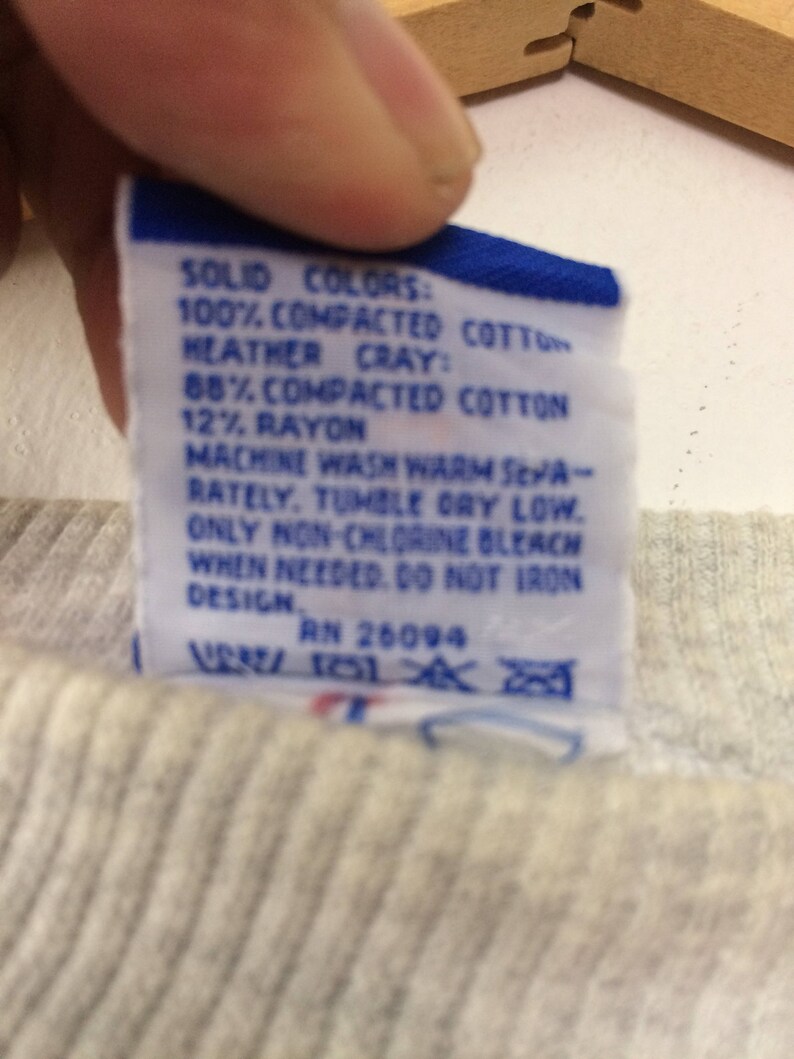 SOLID COLORS:
100% COMPACTED COTTON
HEATHER GRAY:
88% COMPACTED COTTON
12% RAYON
MACHINE WASH WARM SEPA-
RATELY. TUMBLE DRY LOW.
ONLY NON-CHLORINE BLEACH
WHEN NEEDED. DO NOT IRON
DESIGN.
RN 26094